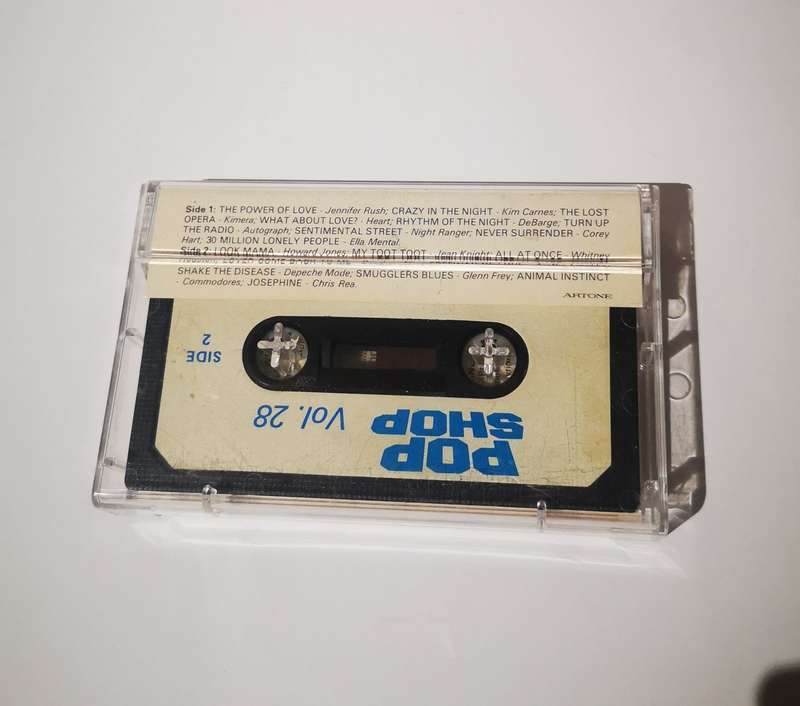 Side 1: THE POWER OF LOVE - Jennifer Rush; CRAZY IN THE NIGHT - Kim Carnes; THE LOST
OPERA - Kimera; WHAT ABOUT LOVE? - Heart; RHYTHM OF THE NIGHT - DeBarge; TURN UP
THE RADIO - Autograph; SENTIMENTAL STREET - Night Ranger; NEVER SURRENDER - Corey
Hart; 30 MILLION LONELY PEOPLE - Ella Mental.
Side 2: LOOK MAMA - Howard Jones; MY TOOT TOOT - Jean Knight; ALL AT ONCE - Whitney
SHAKE THE DISEASE - Depeche Mode; SMUGGLERS BLUES - Glenn Frey; ANIMAL INSTINCT
- Commodores; JOSEPHINE - Chris Rea.
ARTONE
SIDE
2
POP
SHOP
Vol. 28